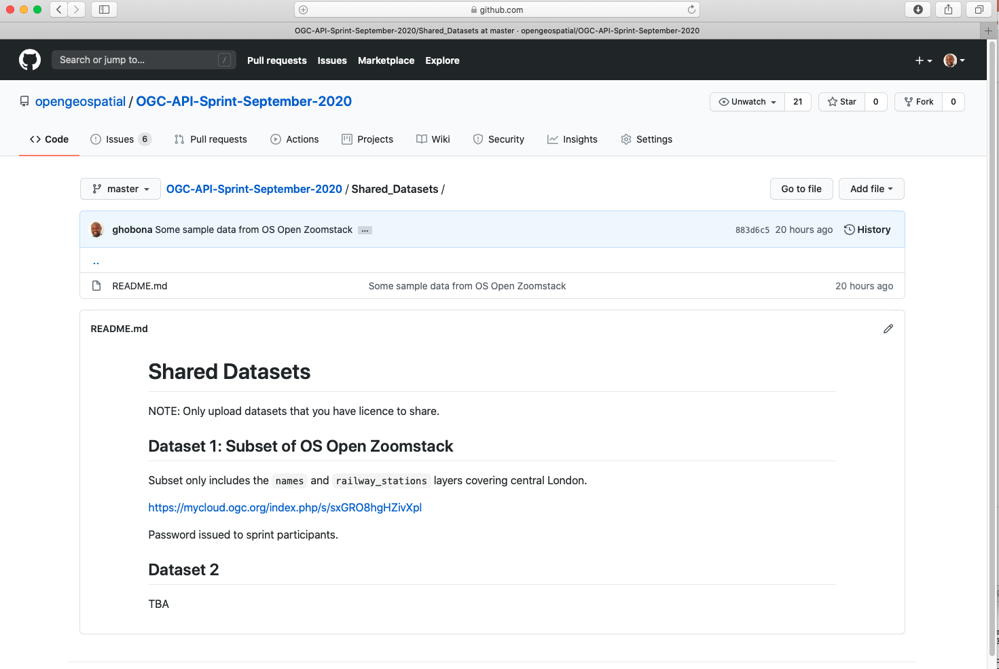 github.com
OGC-API-Sprint-September-2020/Shared_Datasets at master · opengeospatial/OGC-API-Sprint-September-2020
Search or jump to... /
Pull requests Issues Marketplace Explore
opengeospatial / OGC-API-Sprint-September-2020
Unwatch 21 Star 0 Fork 0
Code Issues 6 Pull requests Actions Projects Wiki Security Insights Settings
master OGC-API-Sprint-September-2020 / Shared_Datasets / Go to file Add file
ghobona Some sample data from OS Open Zoomstack ... 883d6c5 20 hours ago History
..
README.md Some sample data from OS Open Zoomstack 20 hours ago
README.md
Shared Datasets
NOTE: Only upload datasets that you have licence to share.
Dataset 1: Subset of OS Open Zoomstack
Subset only includes the names and railway_stations layers covering central London.
https://mycloud.ogc.org/index.php/s/sxGRO8hgHZivXpl
Password issued to sprint participants.
Dataset 2
TBA